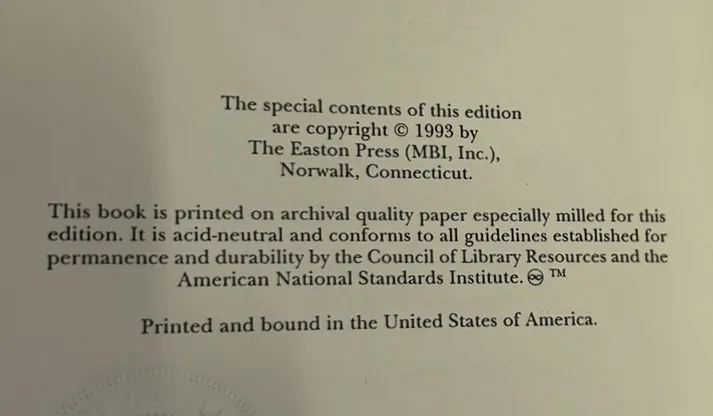 The special contents of this edition
are copyright © 1993 by
The Easton Press (MBI, Inc.),
Norwalk, Connecticut.
This book is printed on archival quality paper especially milled for this
edition. It is acid-neutral and conforms to all guidelines established for
permanence and durability by the Council of Library Resources and the
American National Standards Institute. ♾ ™
Printed and bound in the United States of America.